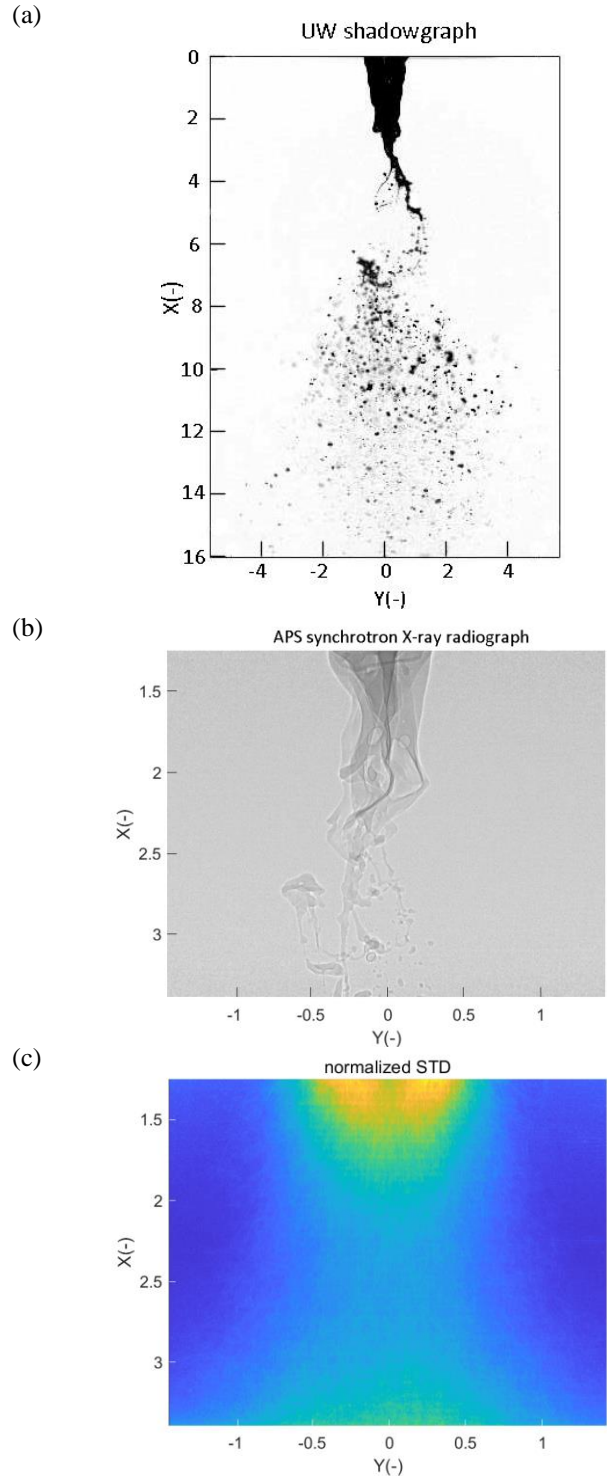 (a)
UW shadowgraph
0
2
4
6
8
10
12
14
16
X(-)
-4 -2 0 2 4
Y(-)
(b)
APS synchrotron X-ray radiograph
1.5
2
2.5
3
X(-)
-1 -0.5 0 0.5 1
Y(-)
(c)
normalized STD
1.5
2
2.5
3
X(-)
-1 -0.5 0 0.5 1
Y(-)